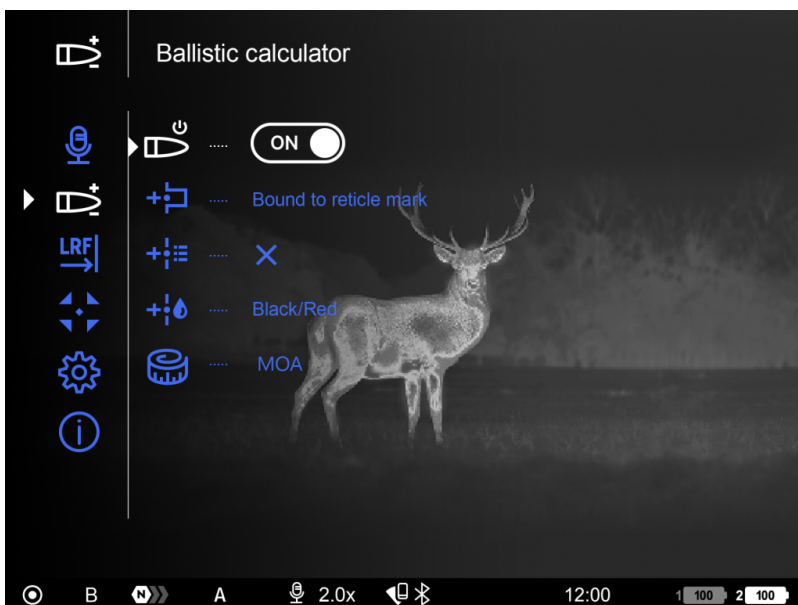 Ballistic calculator
ON
Bound to reticle mark
LRF
Black/Red
MOA
B N A 2.0x 12:00 1 100 2 100